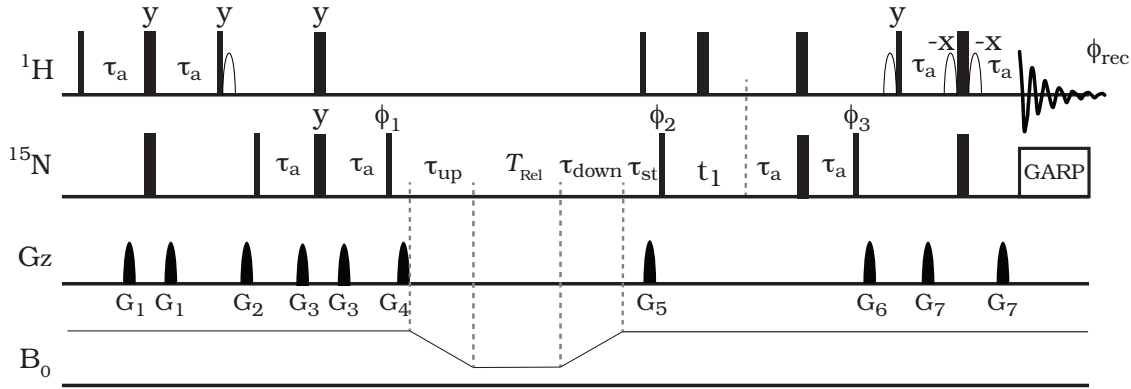 y y y y
¹H τa τa τa -x -x τa ϕrec
y ϕ1 ϕ2 ϕ3
¹⁵N τa τa τup TRel τdown τst t1 τa τa GARP
Gz
G1 G1 G2 G3 G3 G4 G5 G6 G7 G7
B0